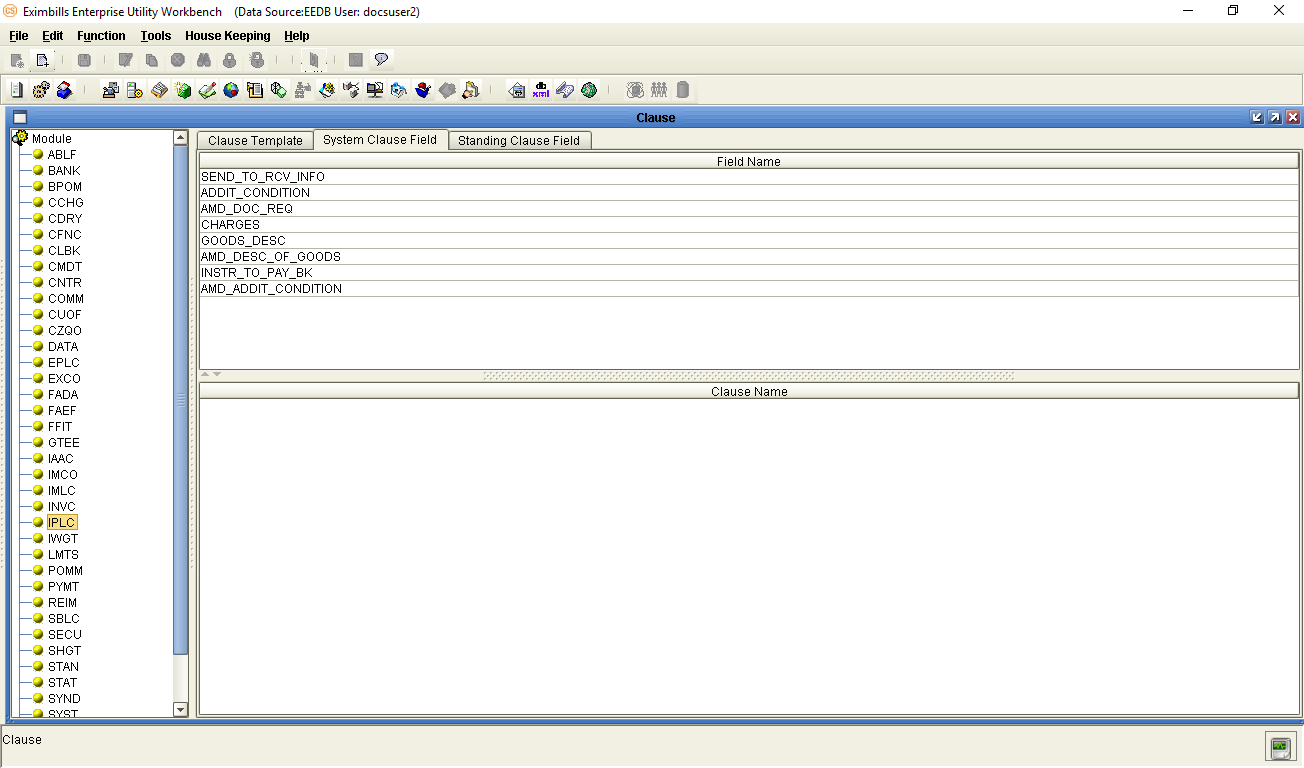 CS Eximbills Enterprise Utility Workbench (Data Source:EEDB User: docsuser2)
File Edit Function Tools House Keeping Help
db
xml
Clause
Module
ABLF
BANK
BPOM
CCHG
CDRY
CFNC
CLBK
CMDT
CNTR
COMM
CUOF
CZQO
DATA
EPLC
EXCO
FADA
FAEF
FFIT
GTEE
IAAC
IMCO
IMLC
INVC
IPLC
IWGT
LMTS
POMM
PYMT
REIM
SBLC
SECU
SHGT
STAN
STAT
SYND
SYST
Clause Template System Clause Field Standing Clause Field
Field Name
SEND_TO_RCV_INFO
ADDIT_CONDITION
AMD_DOC_REQ
CHARGES
GOODS_DESC
AMD_DESC_OF_GOODS
INSTR_TO_PAY_BK
AMD_ADDIT_CONDITION
Clause Name
Clause